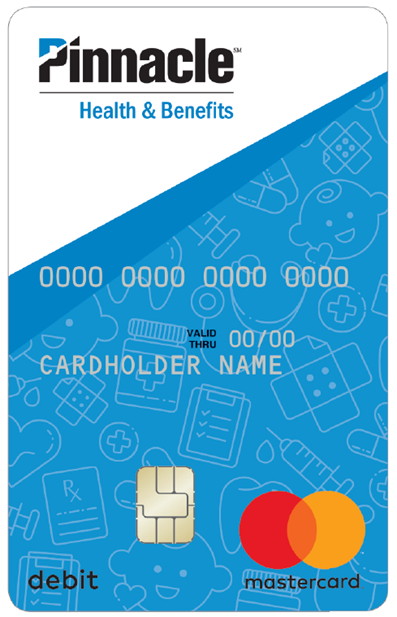 Pinnacle℠
Health & Benefits
0000 0000 0000 0000
VALID
THRU 00/00
CARDHOLDER NAME
Rx
debit
mastercard